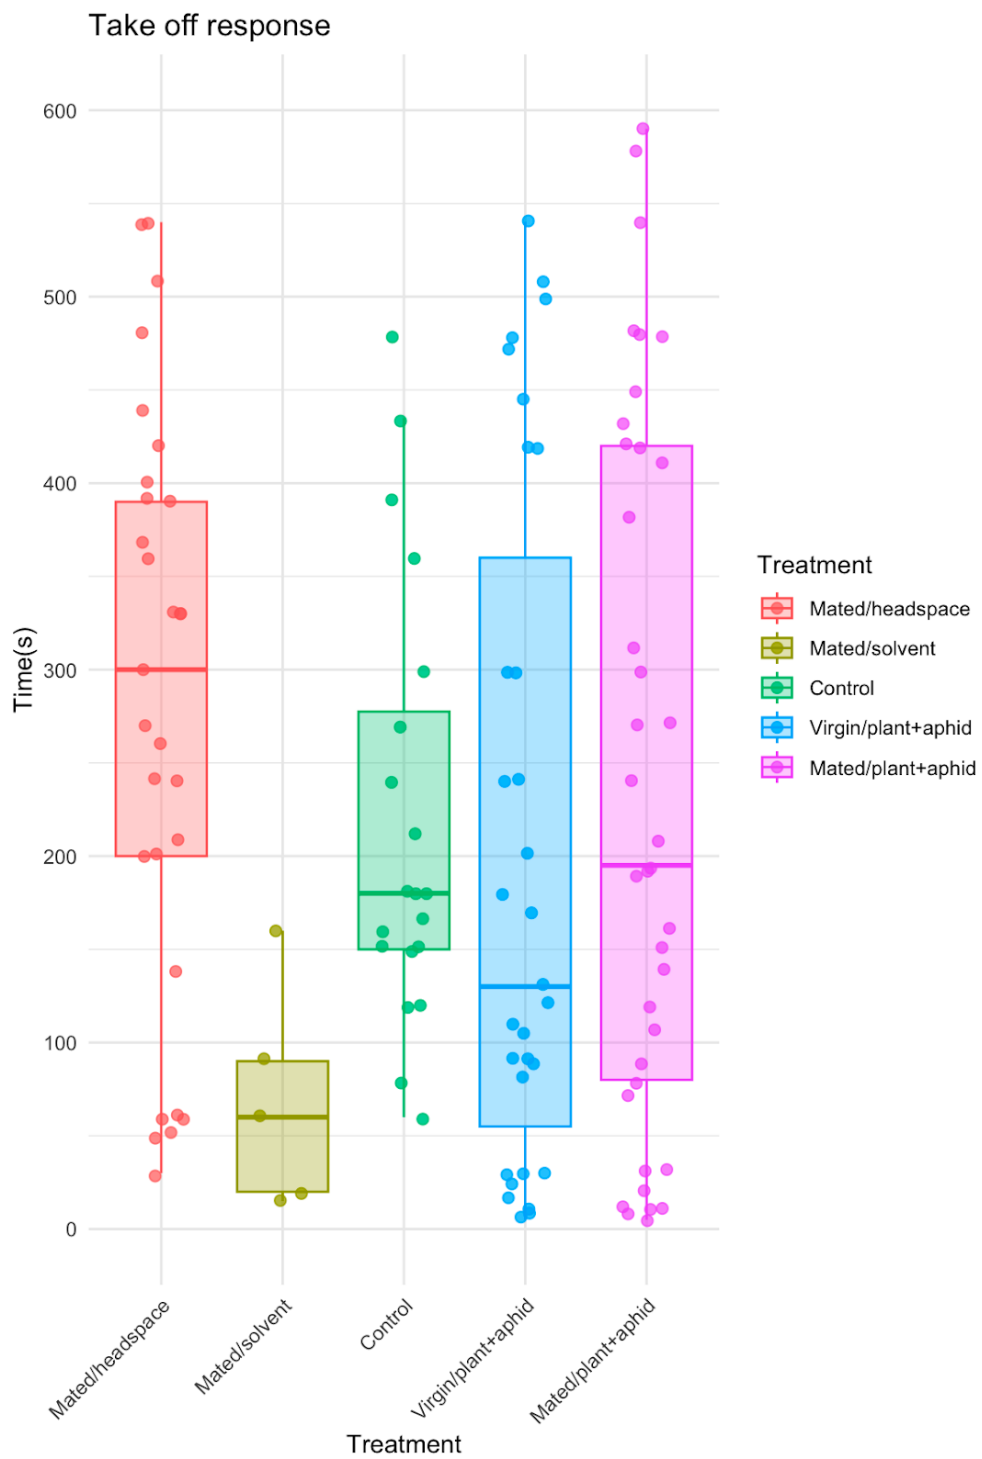 Take off response
600
500
400
300
200
100
0
Time(s)
Mated/headspace
Mated/solvent
Control
Virgin/plant+aphid
Mated/plant+aphid
Treatment
Treatment
Mated/headspace
Mated/solvent
Control
Virgin/plant+aphid
Mated/plant+aphid